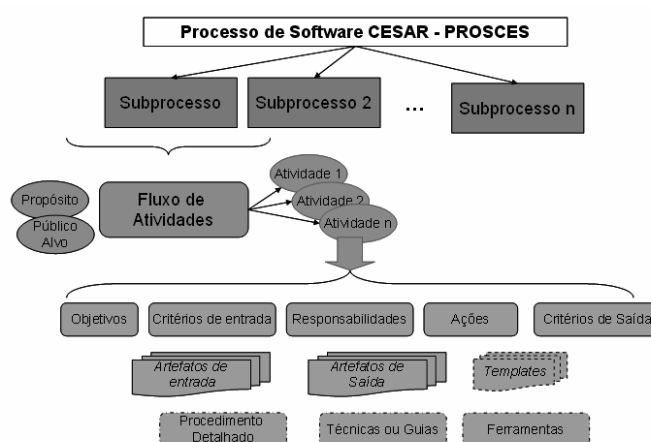 Processo de Software CESAR - PROSCES
Subprocesso
Subprocesso 2
...
Subprocesso n
Propósito
Público
Alvo
Fluxo de
Atividades
Atividade 1
Atividade 2
Atividade n
Objetivos
Critérios de entrada
Responsabilidades
Ações
Critérios de Saída
Artefatos de
entrada
Artefatos de
Saída
Templates
Procedimento
Detalhado
Técnicas ou Guias
Ferramentas